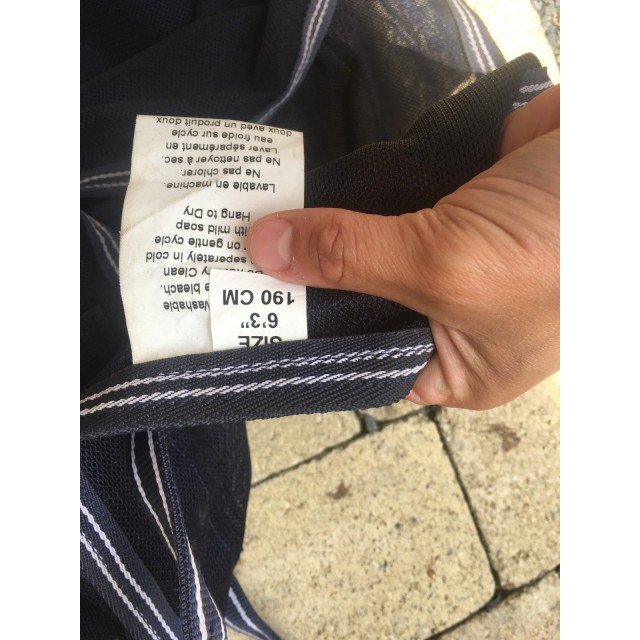 SIZE
6'3"
190 CM
Washable
bleach.
Clean
separately in cold
on gentle cycle
mild soap
Hang to Dry
Lavable en machine.
Ne pas chlorer.
Ne pas nettoyer à sec.
Laver séparément en
eau froide sur cycle
doux avec un produit doux